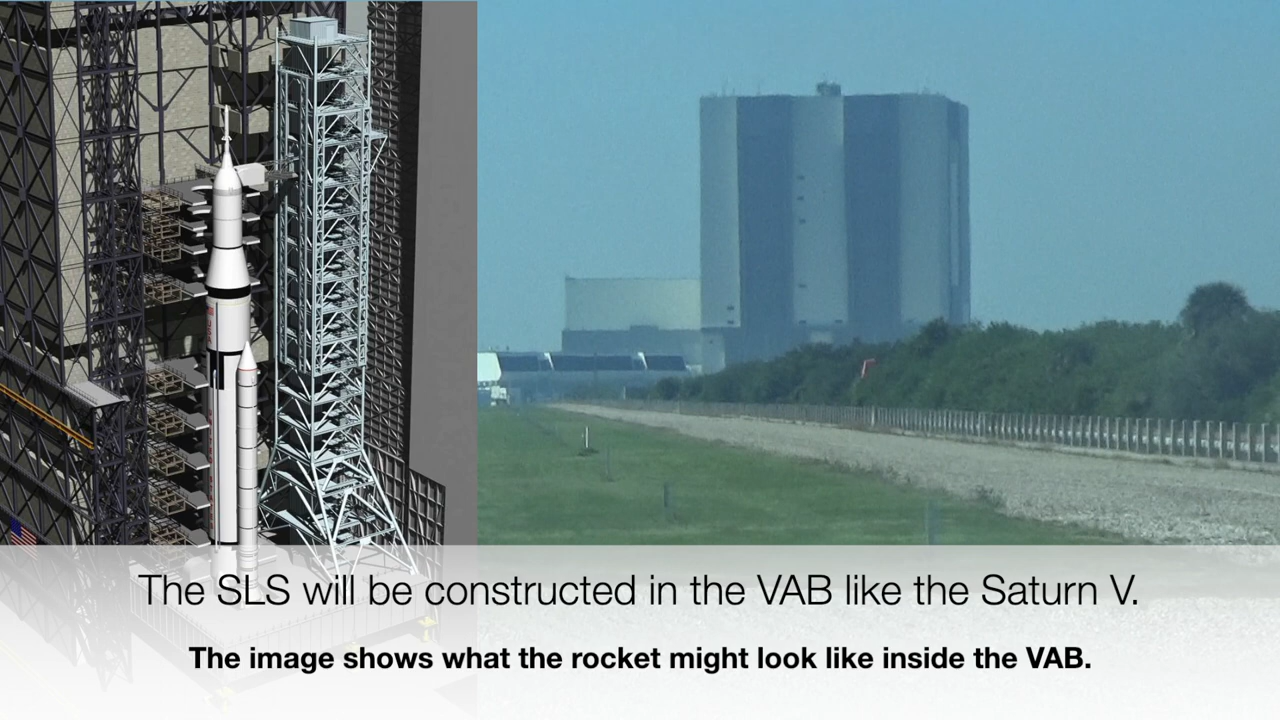 The SLS will be constructed in the VAB like the Saturn V.
The image shows what the rocket might look like inside the VAB.